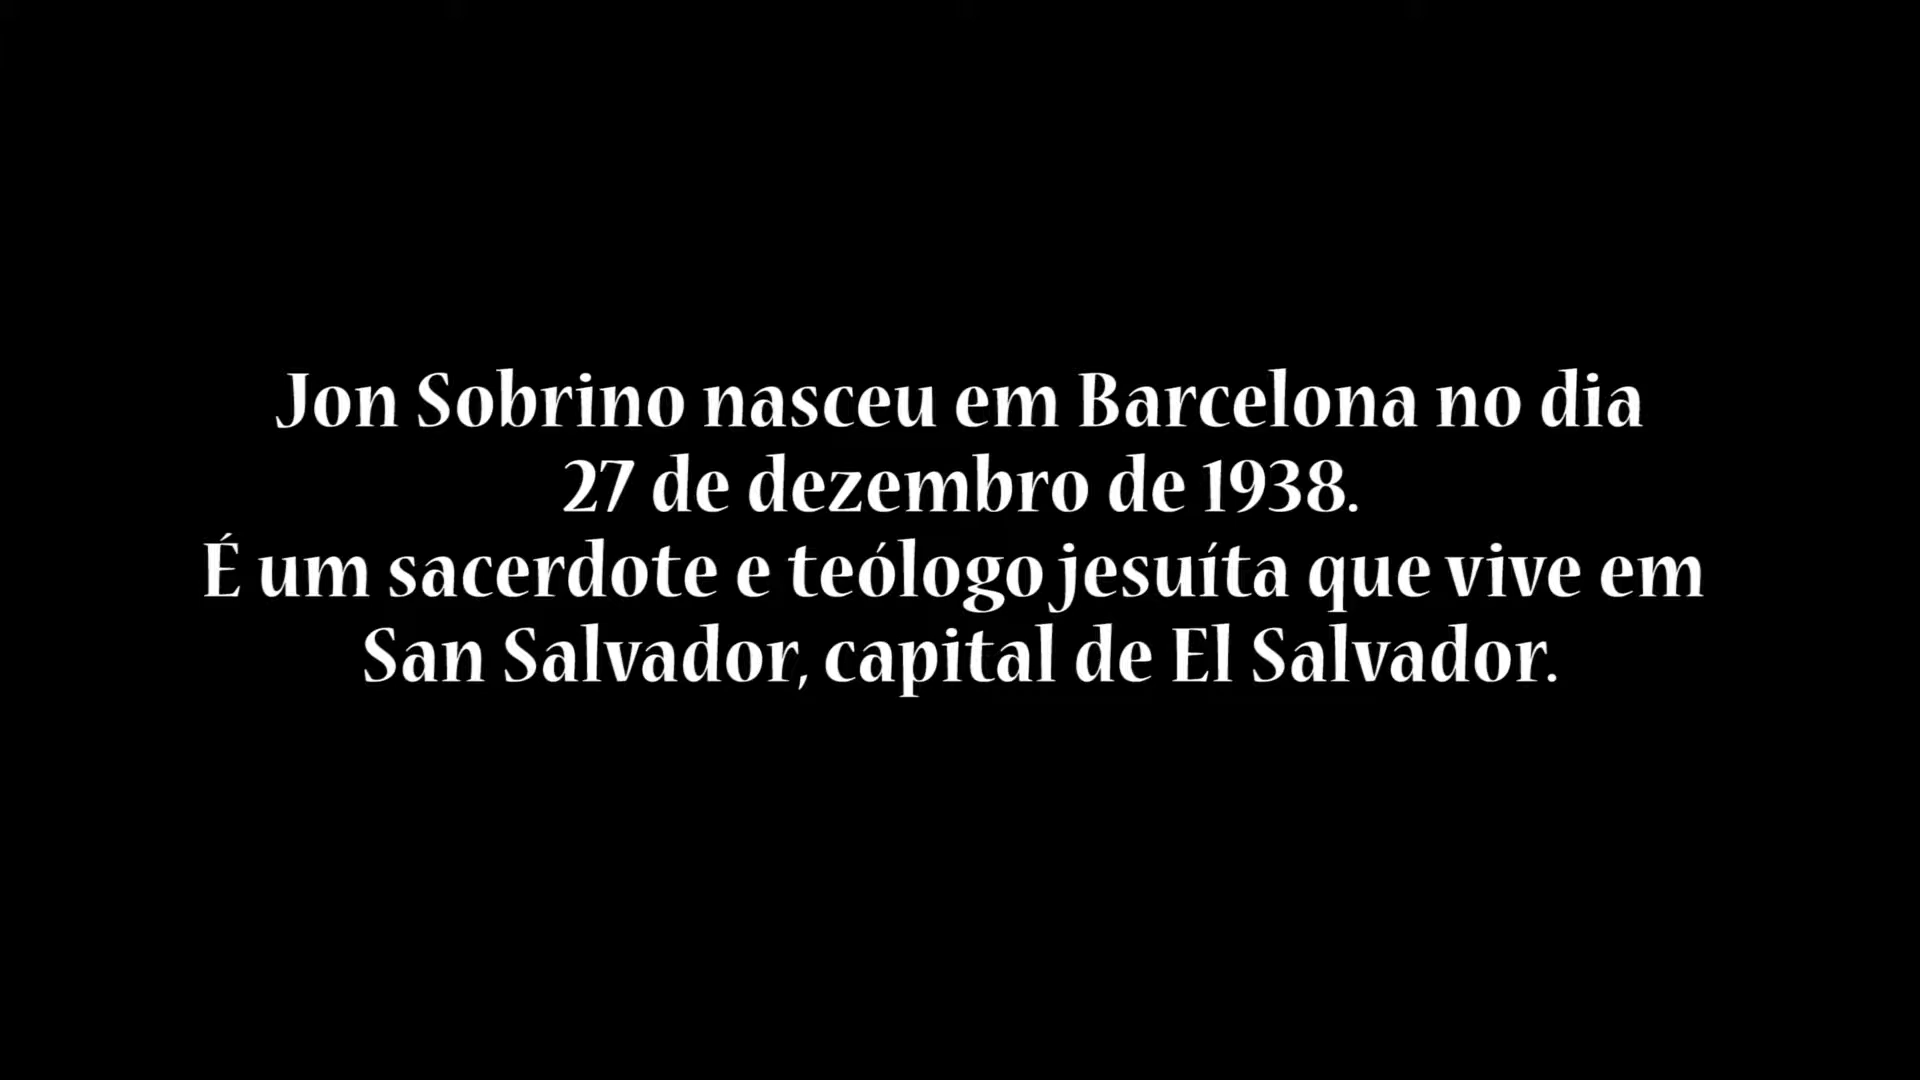 Jon Sobrino nasceu em Barcelona no dia
27 de dezembro de 1938.
É um sacerdote e teólogo jesuíta que vive em
San Salvador, capital de El Salvador.